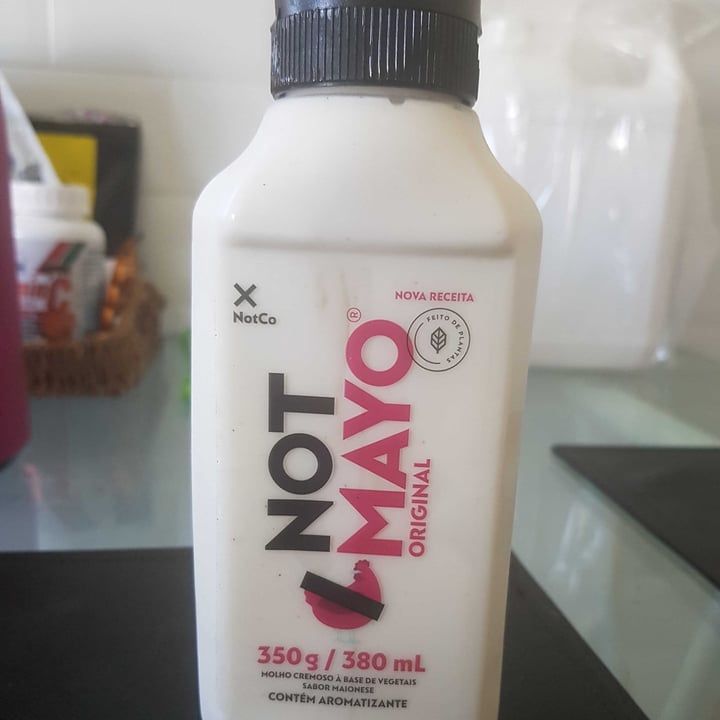 NotCo
NOVA RECEITA
FEITO DE PLANTAS
NOT
MAYO®
ORIGINAL
350 g / 380 mL
MOLHO CREMOSO À BASE DE VEGETAIS
SABOR MAIONESE
CONTÉM AROMATIZANTE